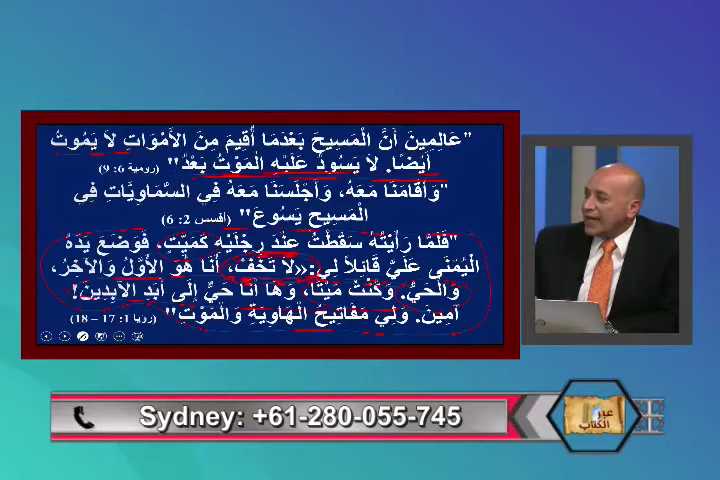 "عَالِمِينَ أَنَّ الْمَسِيحَ بَعْدَمَا أُقِيمَ مِنَ الأَمْوَاتِ لاَ يَمُوتُ
أَيْضًا. لاَ يَسُودُ عَلَيْهِ الْمَوْتُ بَعْدُ" (رومية 6: 9)
"وَأَقَامَنَا مَعَهُ، وَأَجْلَسَنَا مَعَهُ فِي السَّمَاوِيَّاتِ فِي
الْمَسِيحِ يَسُوعَ" (أفسس 2: 6)
"فَلَمَّا رَأَيْتُهُ سَقَطْتُ عِنْدَ رِجْلَيْهِ كَمَيِّتٍ، فَوَضَعَ يَدَهُ
الْيُمْنَى عَلَيَّ قَائِلاً لِي: «لاَ تَخَفْ، أَنَا هُوَ الأَوَّلُ وَالآخِرُ،
وَالْحَيُّ. وَكُنْتُ مَيْتًا، وَهَا أَنَا حَيٌّ إِلَى أَبَدِ الآبِدِينَ!
آمِينَ. وَلِي مَفَاتِيحُ الْهَاوِيَةِ وَالْمَوْتِ" (رؤيا 1: 17 – 18)
Sydney: +61-280-055-745
عبر
الكتاب